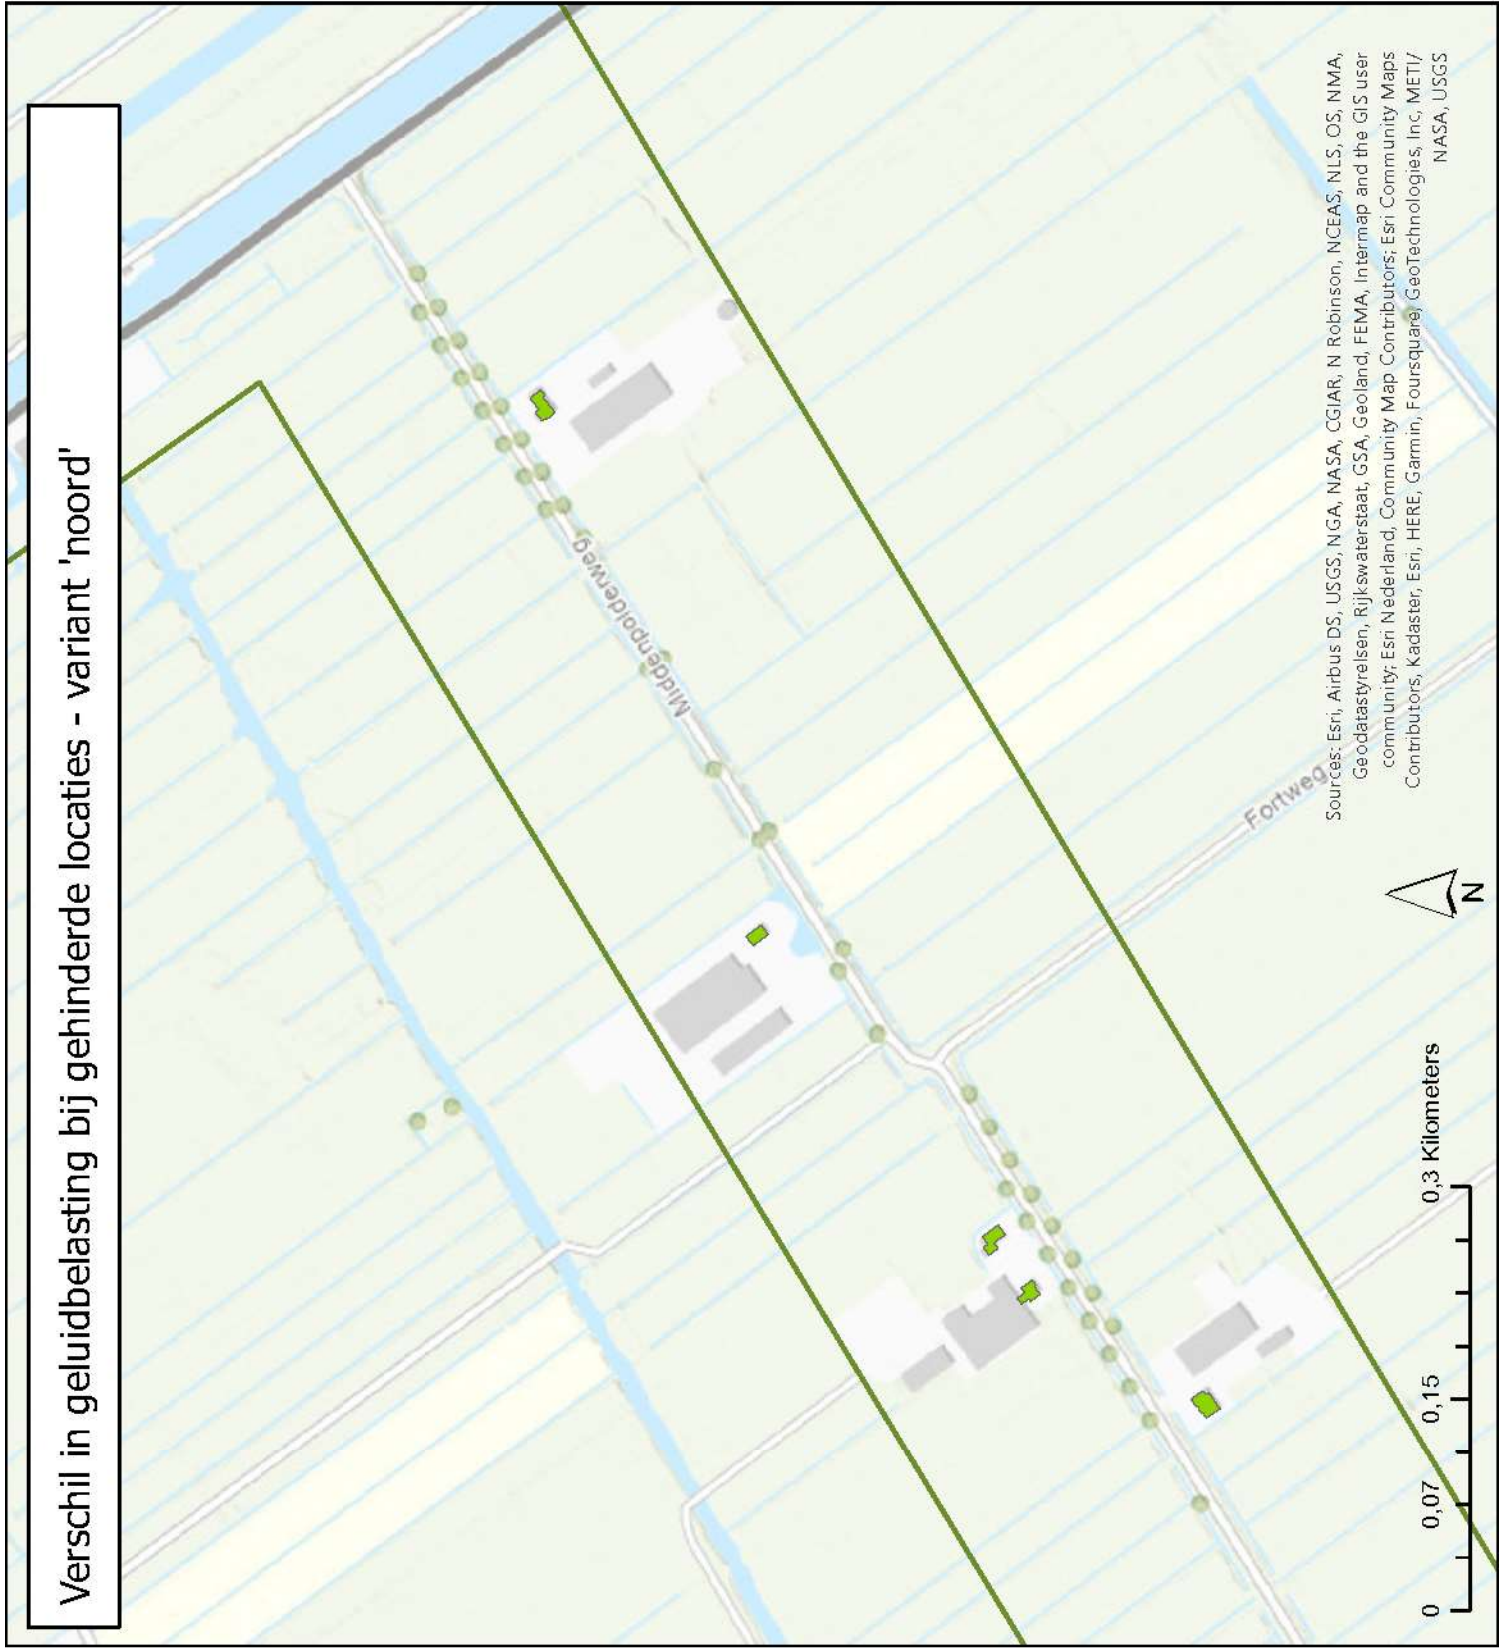 Verschil in geluidbelasting bij gehinderde locaties - variant 'noord'
Middenpolderweg
Fortweg
Sources: Esri, Airbus DS, USGS, NGA, NASA, CGIAR, N Robinson, NCEAS, NLS, OS, NMA,
Geodatastyrelsen, Rijkswaterstaat, GSA, Geoland, FEMA, Intermap and the GIS user
community; Esri Nederland, Community Map Contributors; Esri Community Maps
Contributors, Kadaster, Esri, HERE, Garmin, Foursquare, GeoTechnologies, Inc, METI/
NASA, USGS
N
0 0,07 0,15 0,3 Kilometers